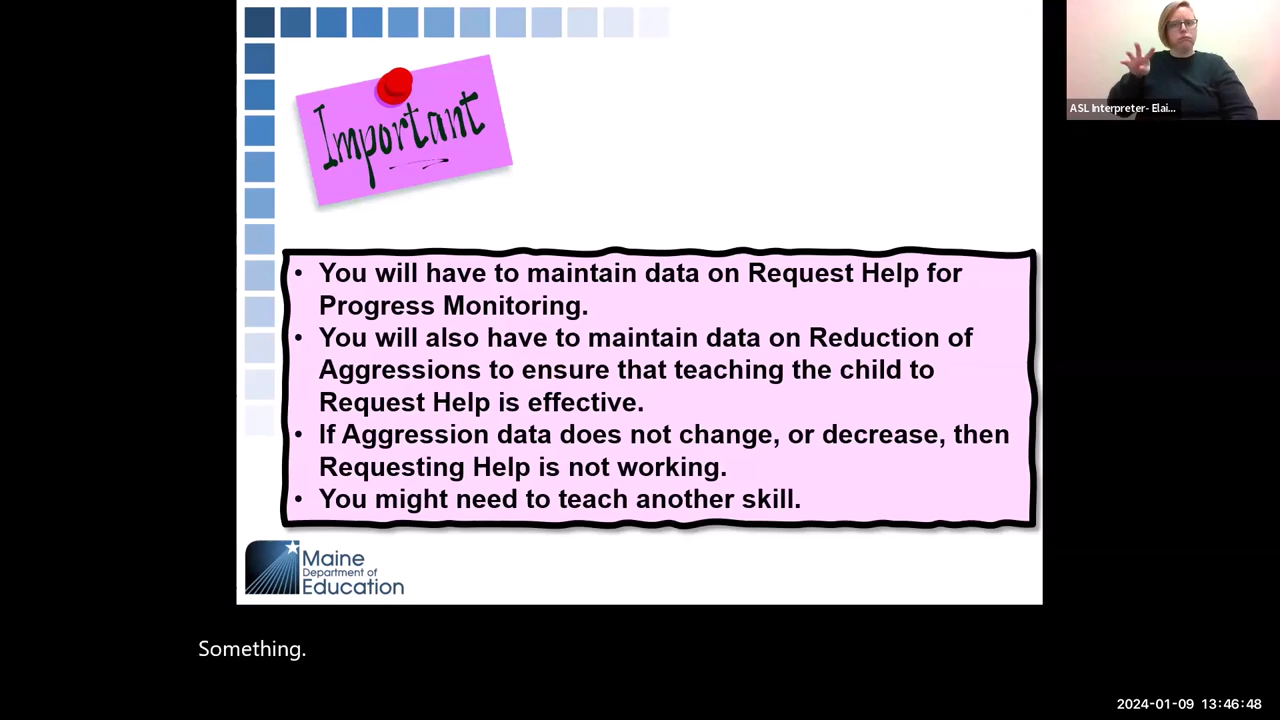 Important
ASL Interpreter- Elai...
• You will have to maintain data on Request Help for
Progress Monitoring.
• You will also have to maintain data on Reduction of
Aggressions to ensure that teaching the child to
Request Help is effective.
• If Aggression data does not change, or decrease, then
Requesting Help is not working.
• You might need to teach another skill.
Maine
Department of
Education
Something.
2024-01-09 13:46:48